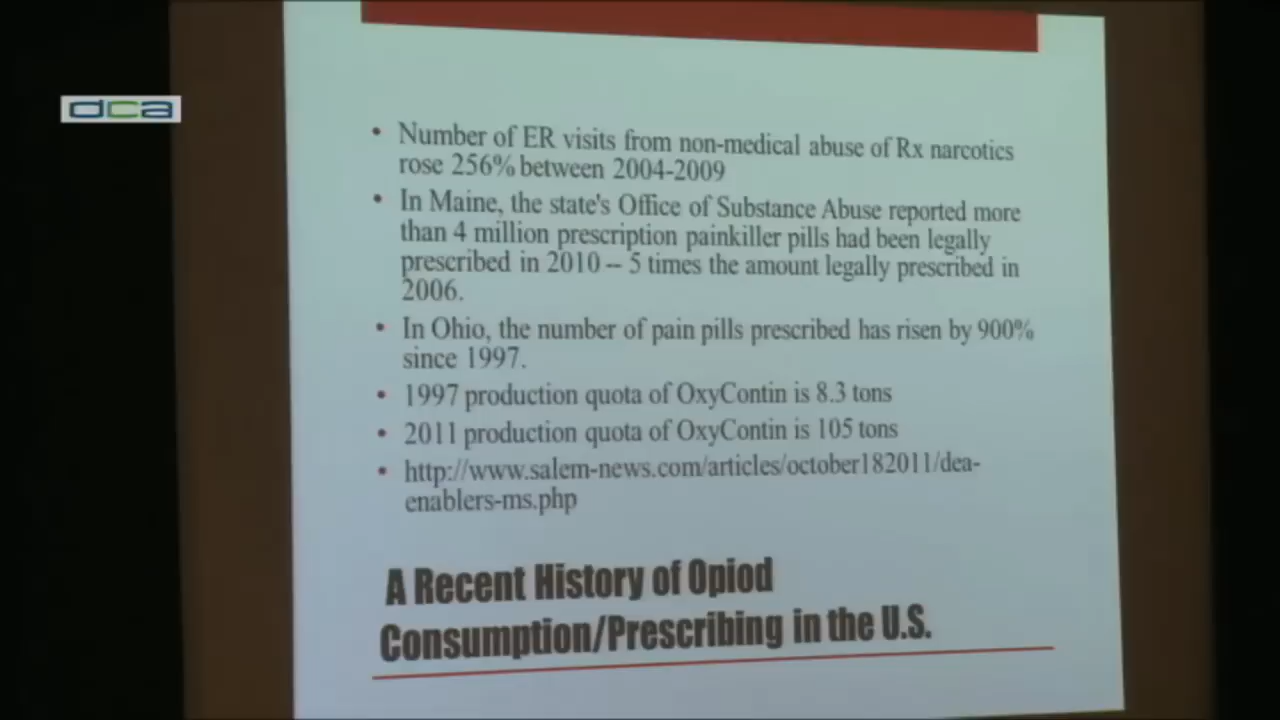 dca
• Number of ER visits from non-medical abuse of Rx narcotics
rose 256% between 2004-2009
• In Maine, the state's Office of Substance Abuse reported more
than 4 million prescription painkiller pills had been legally
prescribed in 2010 – 5 times the amount legally prescribed in
2006.
• In Ohio, the number of pain pills prescribed has risen by 900%
since 1997.
• 1997 production quota of OxyContin is 8.3 tons
• 2011 production quota of OxyContin is 105 tons
• http://www.salem-news.com/articles/october182011/dea-
enablers-ms.php
A Recent History of Opiod
Consumption/Prescribing in the U.S.